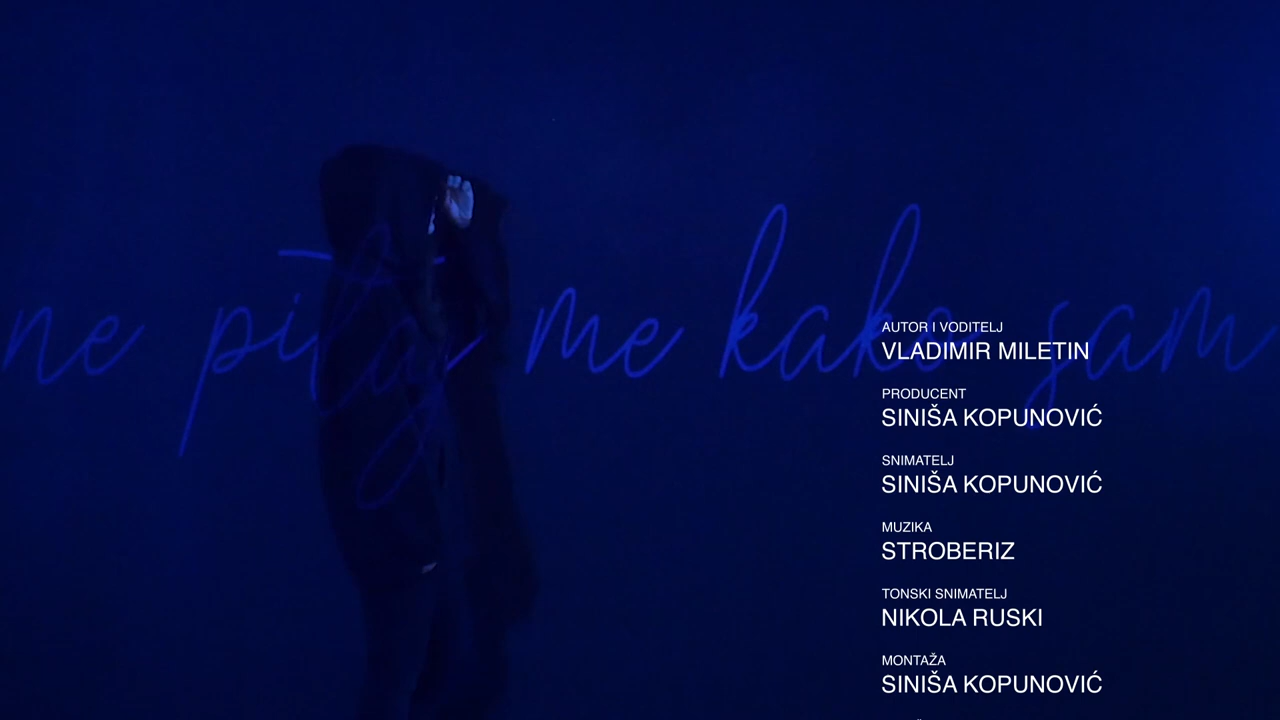 ne pitaj me kako sam
AUTOR I VODITELJ
VLADIMIR MILETIN
PRODUCENT
SINIŠA KOPUNOVIĆ
SNIMATELJ
SINIŠA KOPUNOVIĆ
MUZIKA
STROBERIZ
TONSKI SNIMATELJ
NIKOLA RUSKI
MONTAŽA
SINIŠA KOPUNOVIĆ